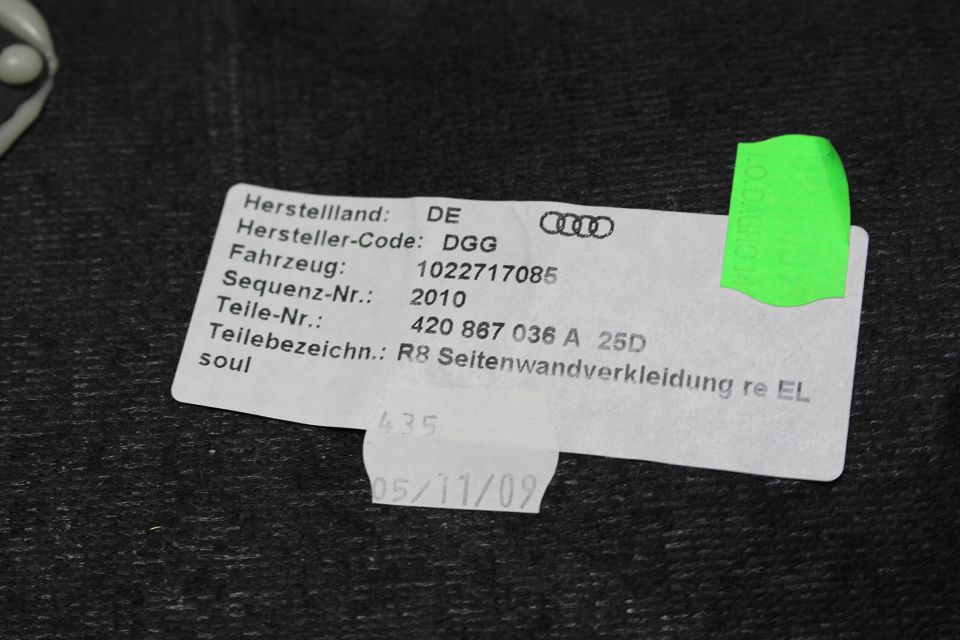 Herstellland: DE
Hersteller-Code: DGG
Fahrzeug: 1022717085
Sequenz-Nr.: 2010
Teile-Nr.: 420 867 036 A 25D
Teilebezeichn.: R8 Seitenwandverkleidung re EL
soul
435
05/11/09